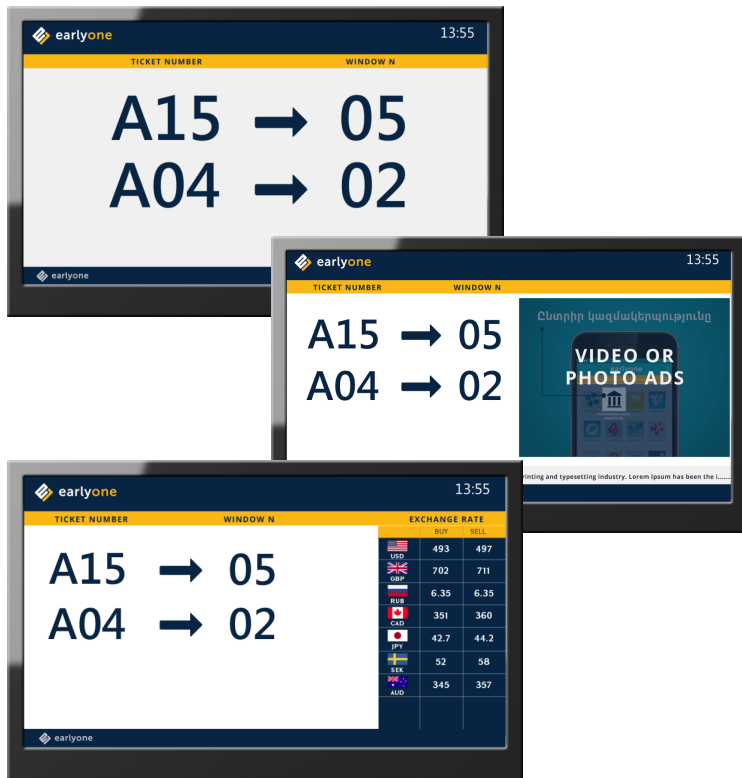 earlyone 13:55
TICKET NUMBER WINDOW N
A15 → 05
A04 → 02
earlyone
earlyone 13:55
TICKET NUMBER WINDOW N
A15 → 05
A04 → 02
Ընտրիր կազմակերպությունը
earlyone
VIDEO OR
PHOTO ADS
rinting and typesetting industry. Lorem Ipsum has been the i......
earlyone 13:55
TICKET NUMBER WINDOW N EXCHANGE RATE
BUY SELL
A15 → 05
A04 → 02
USD 493 497
GBP 702 711
RUB 6.35 6.35
CAD 351 360
JPY 42.7 44.2
SEK 52 58
AUD 345 357
earlyone